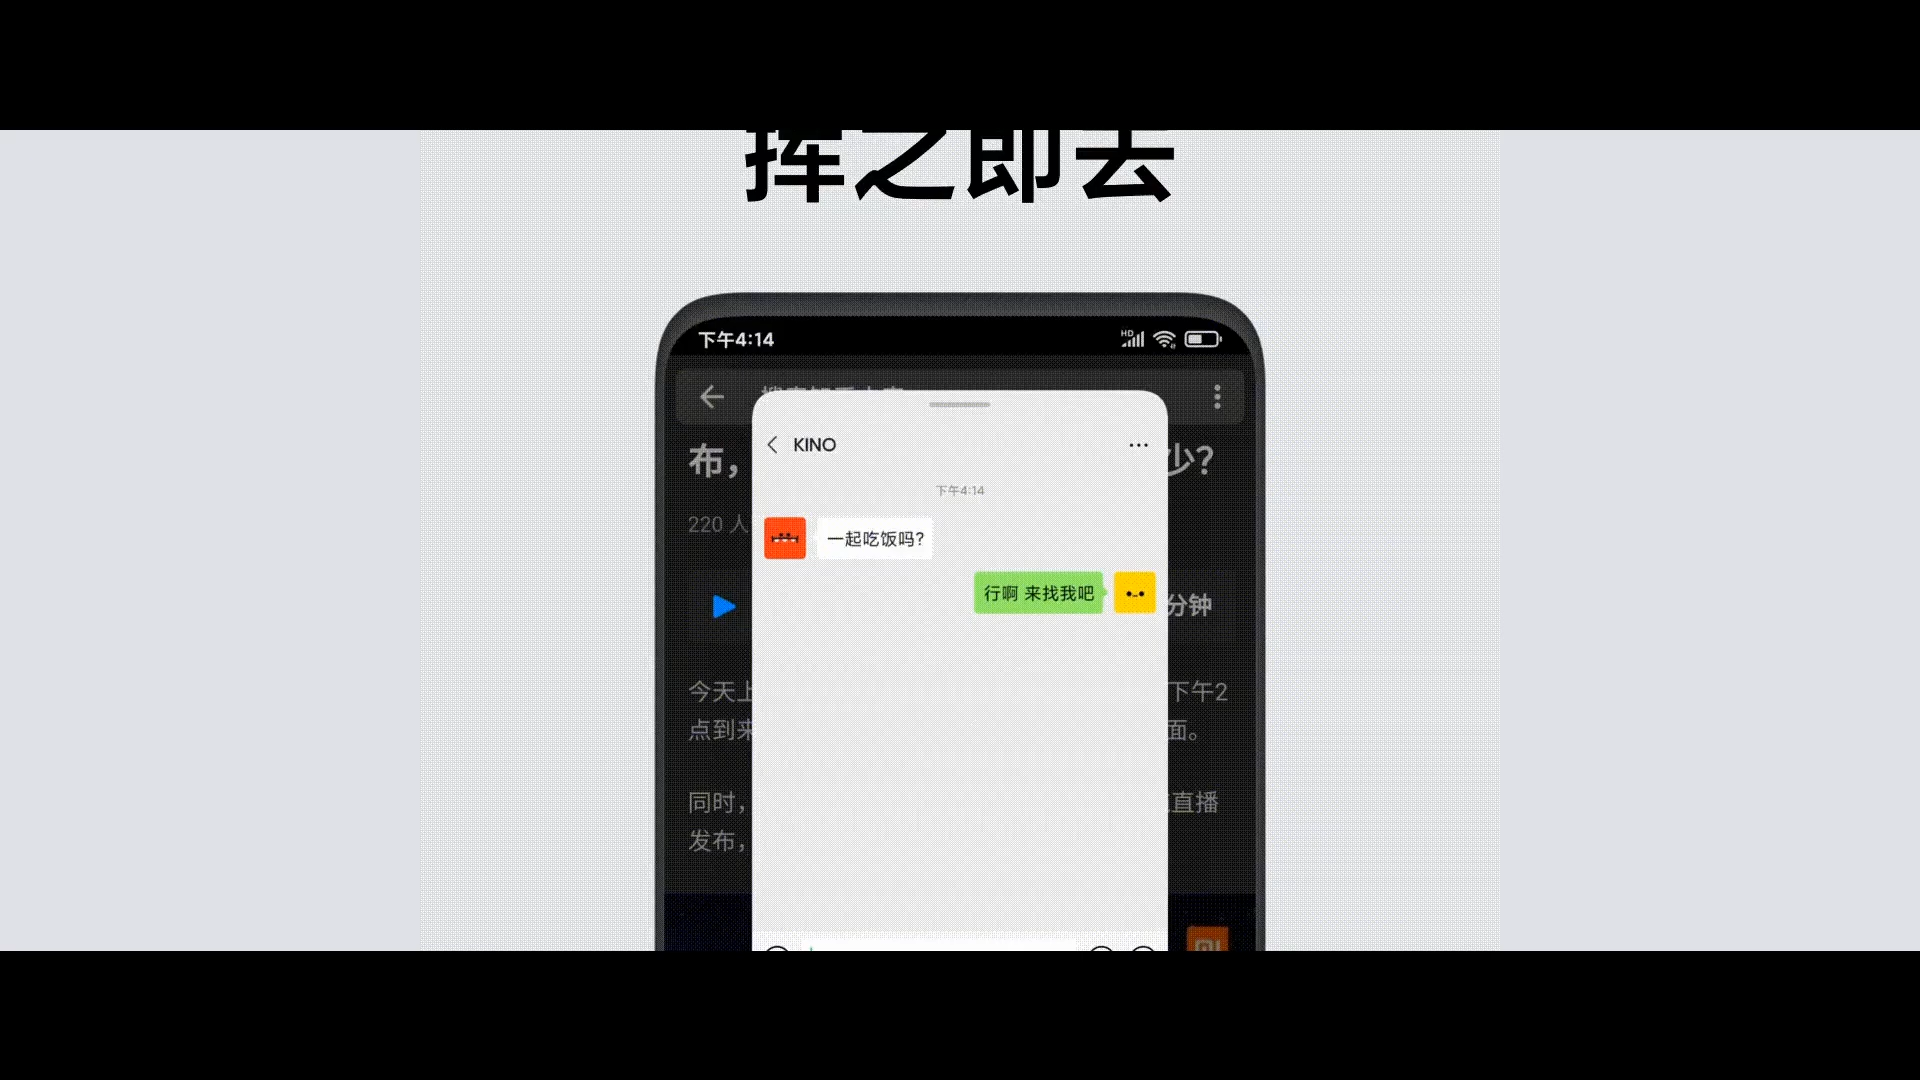 挥之即去
下午4:14
HD
KINO
布，
少？
下午4:14
220 人
一起吃饭吗？
行啊 来找我吧
分钟
今天上
下午2
点到来
面。
同时，
直播
发布，